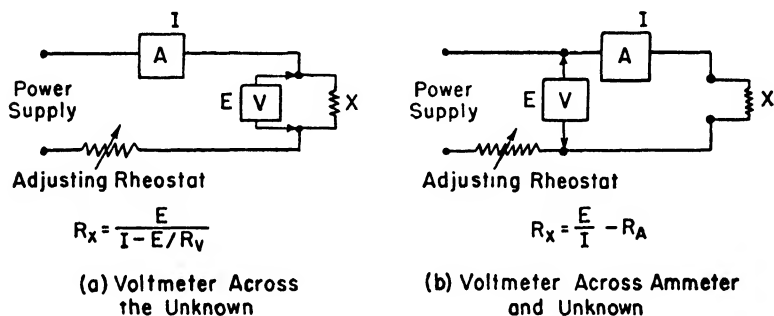 I
A
Power
Supply
E
V
X
Adjusting Rheostat
R_X = E / (I - E/R_V)
(a) Voltmeter Across
the Unknown
I
A
Power
Supply
E
V
X
Adjusting Rheostat
R_X = E/I - R_A
(b) Voltmeter Across Ammeter
and Unknown